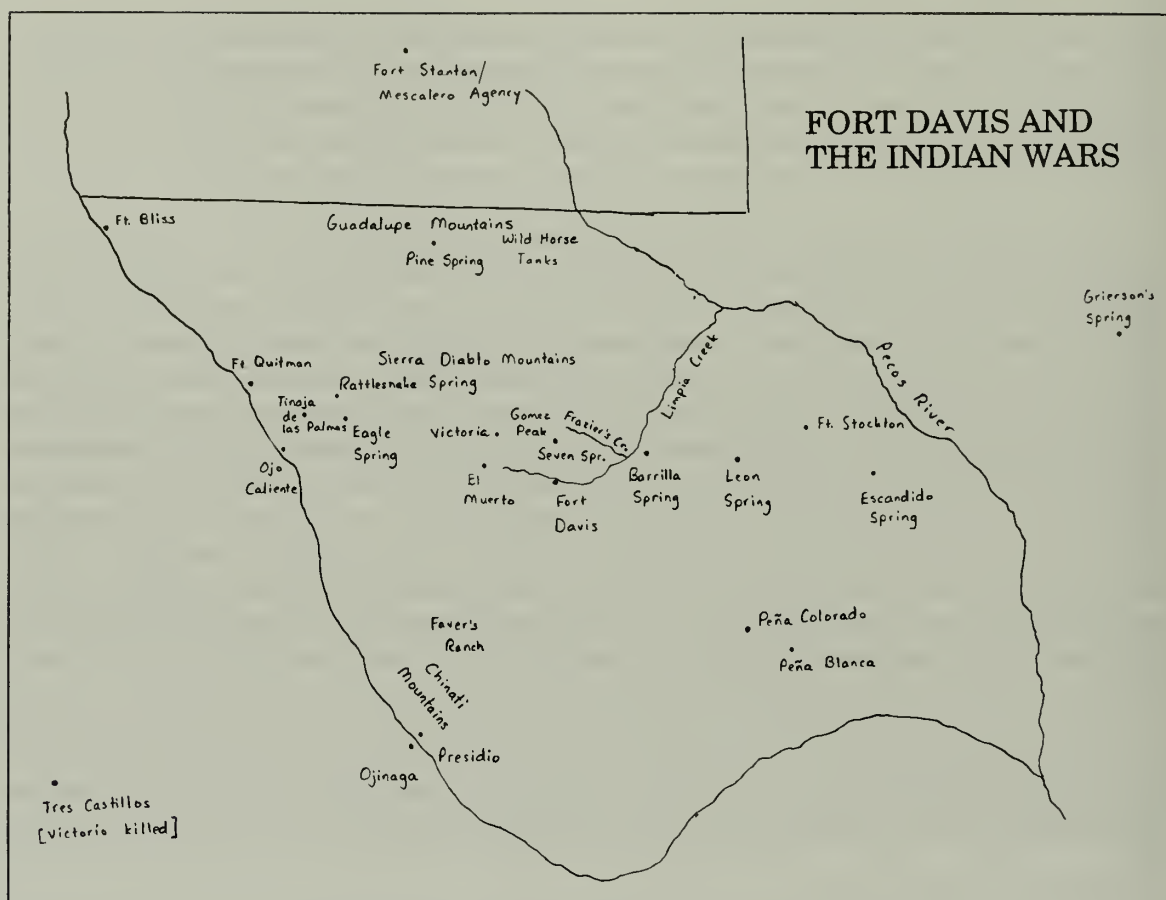 Fort Stanton/
Mescalero Agency
FORT DAVIS AND
THE INDIAN WARS
Ft. Bliss
Guadalupe Mountains
Pine Spring
Wild Horse
Tanks
Grierson's
Spring
Ft. Quitman
Sierra Diablo Mountains
Rattlesnake Spring
Tinaja
de
las Palmas
Eagle
Spring
Ojo
Caliente
Victoria
Gomez
Peak
Frazier's Cr.
Seven Spr.
Limpia Creek
Pecos River
El
Muerto
Fort
Davis
Barrilla
Spring
Leon
Spring
Ft. Stockton
Escandido
Spring
Faver's
Ranch
Chinati
Mountains
Peña Colorado
Peña Blanca
Presidio
Ojinaga
Tres Castillos
[Victorio killed]